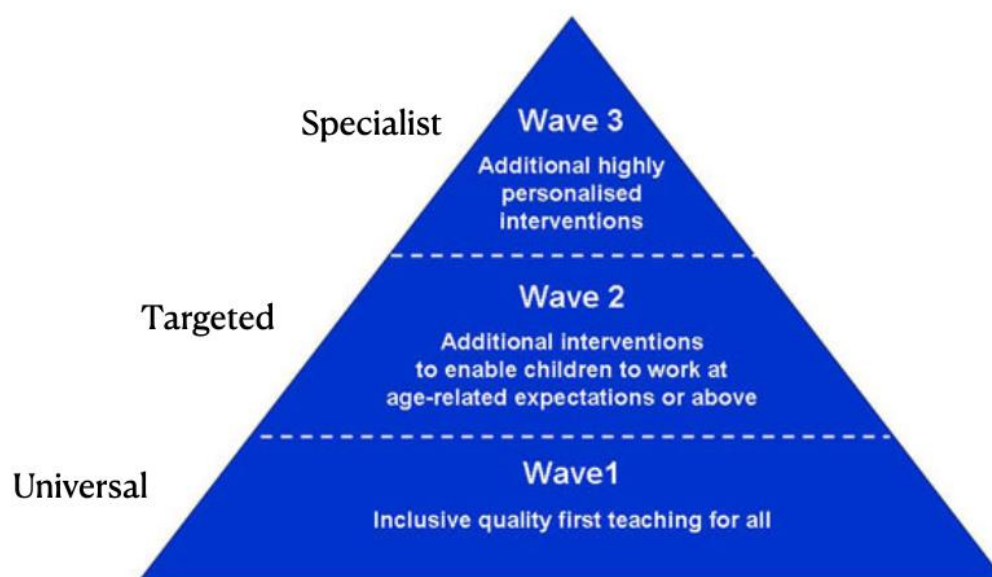 Specialist
Wave 3
Additional highly
personalised
interventions
Targeted
Wave 2
Additional interventions
to enable children to work at
age-related expectations or above
Universal
Wave1
Inclusive quality first teaching for all